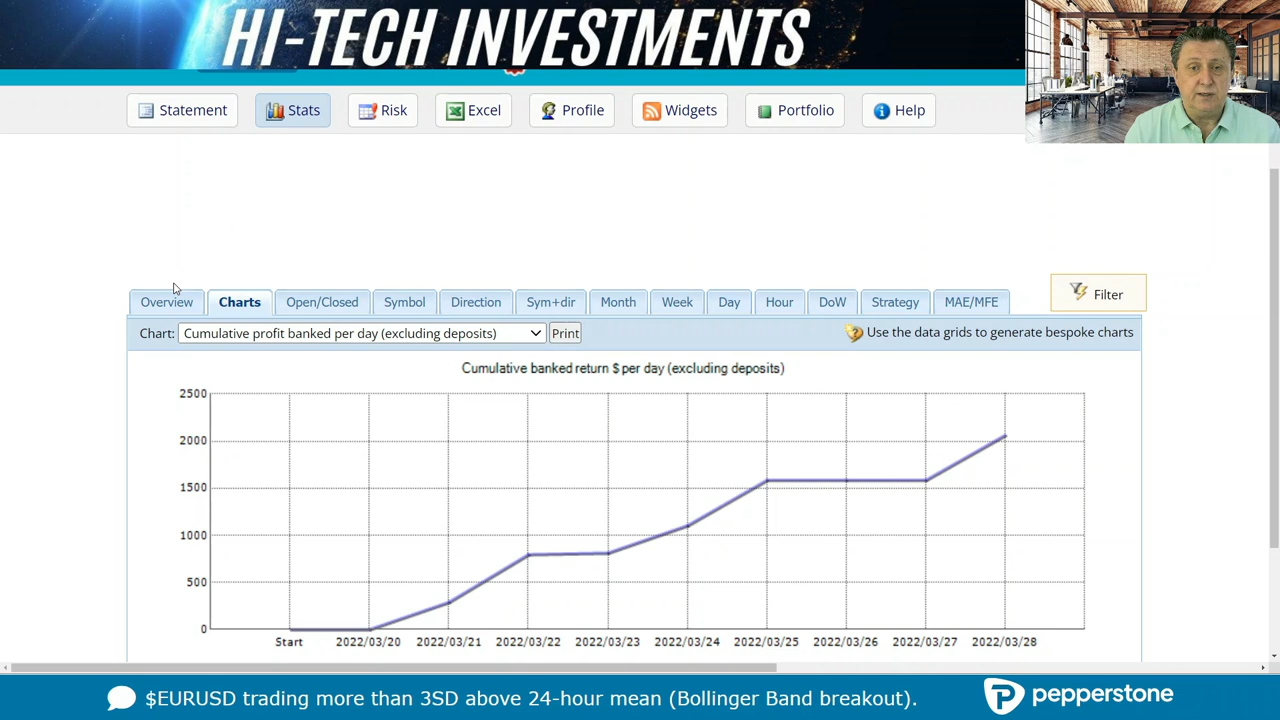 HI-TECH INVESTMENTS
Statement Stats Risk Excel Profile Widgets Portfolio Help
Filter
Overview Charts Open/Closed Symbol Direction Sym+dir Month Week Day Hour DoW Strategy MAE/MFE
Chart: Cumulative profit banked per day (excluding deposits) Print Use the data grids to generate bespoke charts
Cumulative banked return $ per day (excluding deposits)
2500
2000
1500
1000
500
0
Start 2022/03/20 2022/03/21 2022/03/22 2022/03/23 2022/03/24 2022/03/25 2022/03/26 2022/03/27 2022/03/28
$EURUSD trading more than 3SD above 24-hour mean (Bollinger Band breakout).
pepperstone